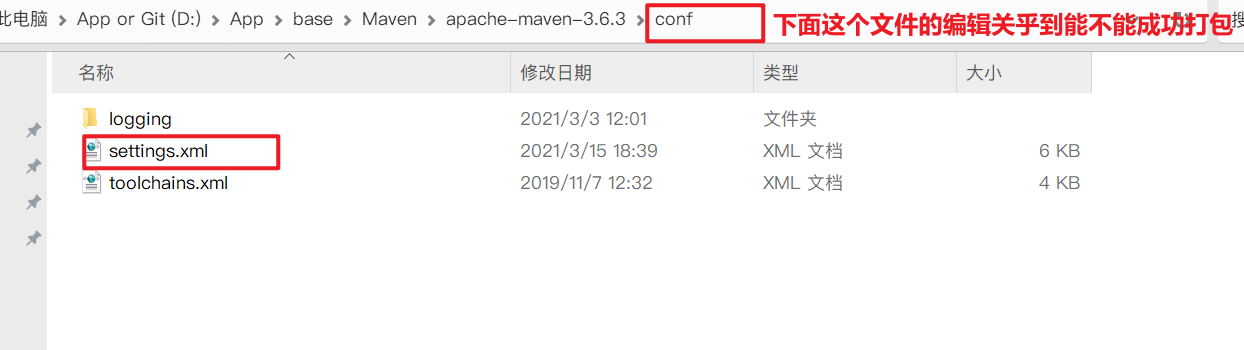 此电脑 > App or Git (D:) > App > base > Maven > apache-maven-3.6.3 > conf
下面这个文件的编辑关乎到能不能成功打包
名称 修改日期 类型 大小
logging 2021/3/3 12:01 文件夹
settings.xml 2021/3/15 18:39 XML 文档 6 KB
toolchains.xml 2019/11/7 12:32 XML 文档 4 KB